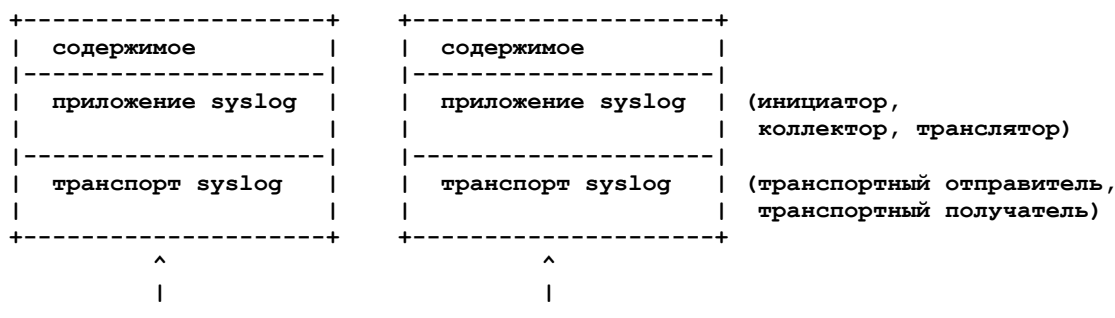 +---------------------+    +---------------------+
|  содержимое         |    |  содержимое         |
|---------------------|    |---------------------|
|  приложение syslog  |    |  приложение syslog  | (инициатор,
|                     |    |                     |  коллектор, транслятор)
|---------------------|    |---------------------|
|  транспорт syslog   |    |  транспорт syslog   | (транспортный отправитель,
|                     |    |                     |  транспортный получатель)
+---------------------+    +---------------------+
          ^                          ^
          |                          |